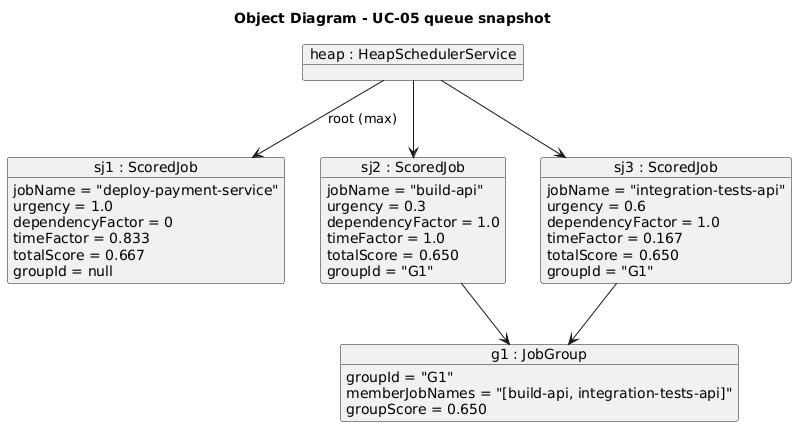 Object Diagram - UC-05 queue snapshot
heap : HeapSchedulerService
root (max)
sj1 : ScoredJob
jobName = "deploy-payment-service"
urgency = 1.0
dependencyFactor = 0
timeFactor = 0.833
totalScore = 0.667
groupId = null
sj2 : ScoredJob
jobName = "build-api"
urgency = 0.3
dependencyFactor = 1.0
timeFactor = 1.0
totalScore = 0.650
groupId = "G1"
sj3 : ScoredJob
jobName = "integration-tests-api"
urgency = 0.6
dependencyFactor = 1.0
timeFactor = 0.167
totalScore = 0.650
groupId = "G1"
g1 : JobGroup
groupId = "G1"
memberJobNames = "[build-api, integration-tests-api]"
groupScore = 0.650